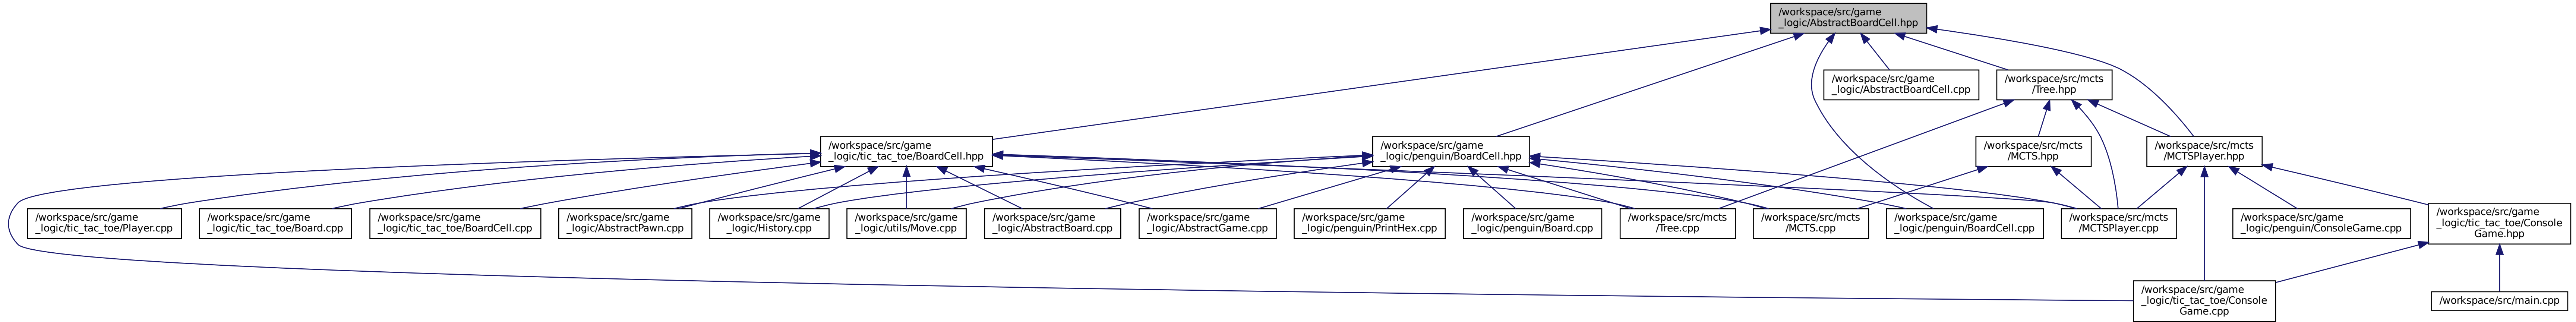 /workspace/src/game
_logic/AbstractBoardCell.hpp
/workspace/src/game
_logic/AbstractBoardCell.cpp
/workspace/src/mcts
/Tree.hpp
/workspace/src/game
_logic/tic_tac_toe/BoardCell.hpp
/workspace/src/game
_logic/penguin/BoardCell.hpp
/workspace/src/mcts
/MCTS.hpp
/workspace/src/mcts
/MCTSPlayer.hpp
/workspace/src/game
_logic/tic_tac_toe/Player.cpp
/workspace/src/game
_logic/tic_tac_toe/Board.cpp
/workspace/src/game
_logic/tic_tac_toe/BoardCell.cpp
/workspace/src/game
_logic/AbstractPawn.cpp
/workspace/src/game
_logic/History.cpp
/workspace/src/game
_logic/utils/Move.cpp
/workspace/src/game
_logic/AbstractBoard.cpp
/workspace/src/game
_logic/AbstractGame.cpp
/workspace/src/game
_logic/penguin/PrintHex.cpp
/workspace/src/game
_logic/penguin/Board.cpp
/workspace/src/mcts
/Tree.cpp
/workspace/src/mcts
/MCTS.cpp
/workspace/src/game
_logic/penguin/BoardCell.cpp
/workspace/src/mcts
/MCTSPlayer.cpp
/workspace/src/game
_logic/penguin/ConsoleGame.cpp
/workspace/src/game
_logic/tic_tac_toe/Console
Game.hpp
/workspace/src/game
_logic/tic_tac_toe/Console
Game.cpp
/workspace/src/main.cpp